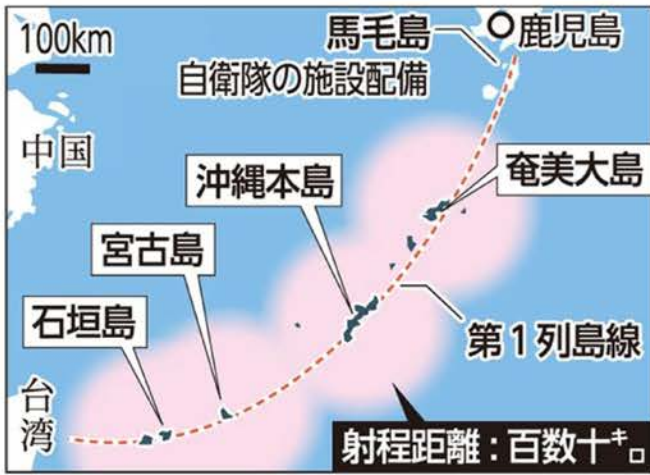 100km
馬毛島
鹿児島
自衛隊の施設配備
中国
沖縄本島
奄美大島
宮古島
石垣島
第1列島線
台湾
射程距離：百数十キロ